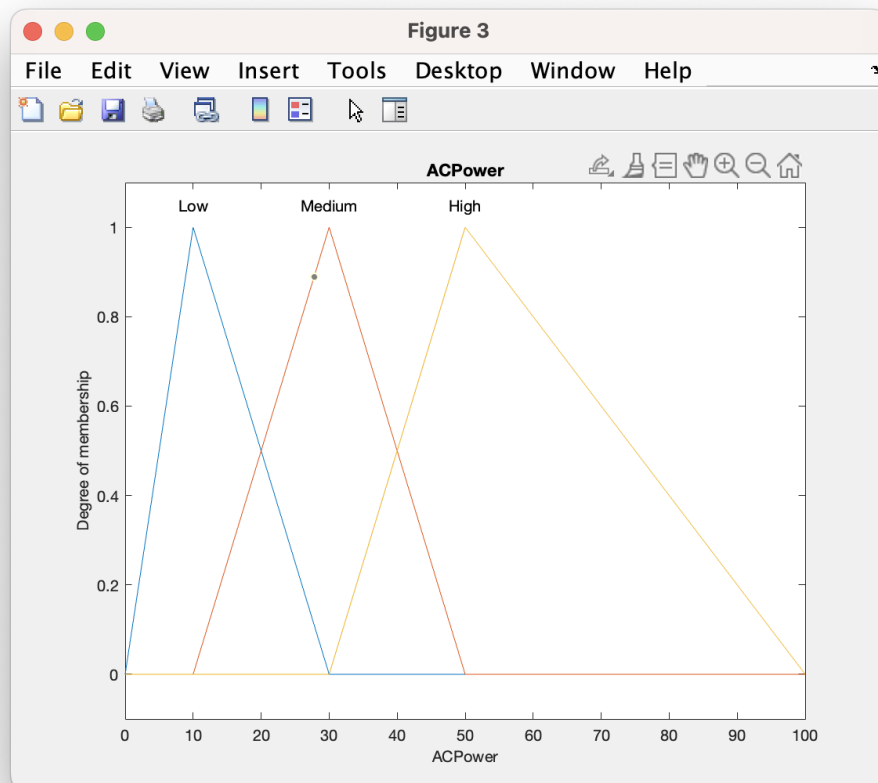 Figure 3
File Edit View Insert Tools Desktop Window Help
ACPower
Low Medium High
1
0.8
0.6
0.4
0.2
0
Degree of membership
0 10 20 30 40 50 60 70 80 90 100
ACPower